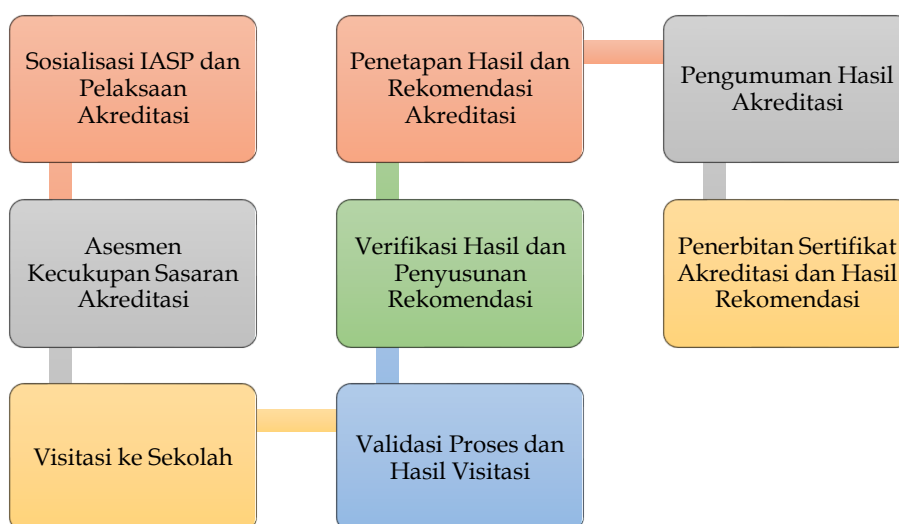 Sosialisasi IASP dan
Pelaksaan
Akreditasi
Asesmen
Kecukupan Sasaran
Akreditasi
Visitasi ke Sekolah
Validasi Proses dan
Hasil Visitasi
Verifikasi Hasil dan
Penyusunan
Rekomendasi
Penetapan Hasil dan
Rekomendasi
Akreditasi
Pengumuman Hasil
Akreditasi
Penerbitan Sertifikat
Akreditasi dan Hasil
Rekomendasi